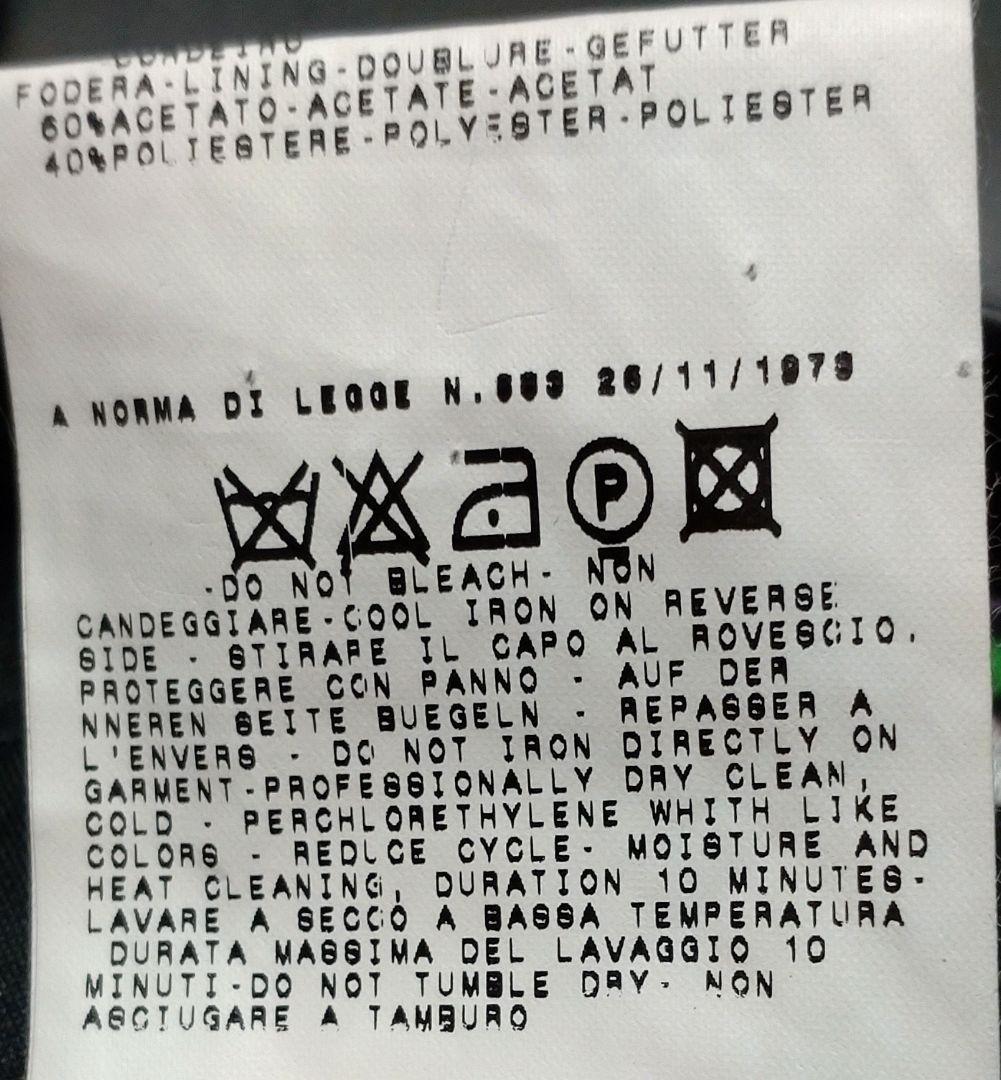 FODERA-LINING-DOUBLURE-GEFUTTER
60%ACETATO-ACETATE-ACETAT
40%POLIESTERE-POLYESTER-POLIESTER
A NORMA DI LEGGE N.883 26/11/1973
P
-DO NOT BLEACH- NON
CANDEGGIARE-COOL IRON ON REVERSE
SIDE - STIRARE IL CAPO AL ROVESCIO.
PROTEGGERE CON PANNO - AUF DER
NNEREN SEITE BUEGELN - REPASSER A
L'ENVERS - DO NOT IRON DIRECTLY ON
GARMENT-PROFESSIONALLY DRY CLEAN,
COLD - PERCHLORETHYLENE WHITH LIKE
COLORS - REDUCE CYCLE- MOISTURE AND
HEAT CLEANING, DURATION 10 MINUTES-
LAVARE A SECCO A BASSA TEMPERATURA
DURATA MASSIMA DEL LAVAGGIO 10
MINUTI-DO NOT TUMBLE DRY- NON
ASCIUGARE A TAMBURO